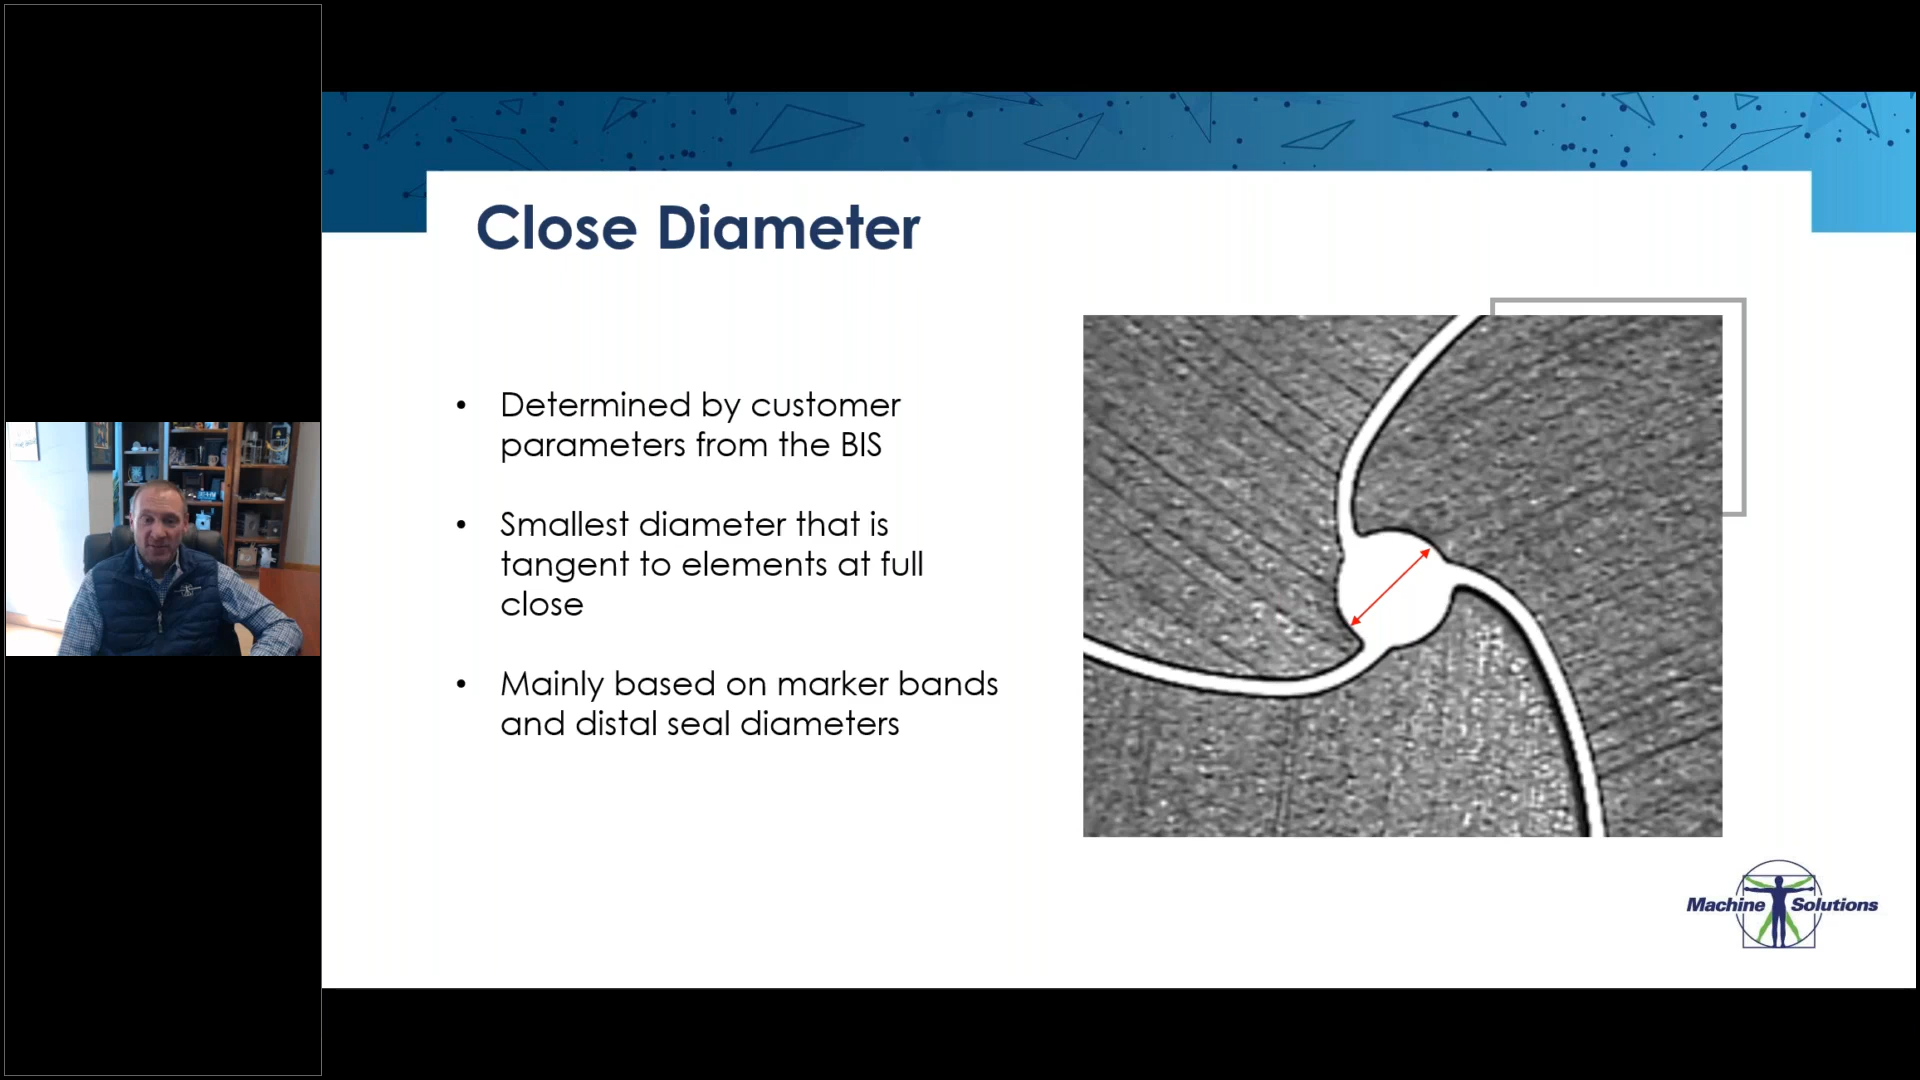 Close Diameter
• Determined by customer
parameters from the BIS
• Smallest diameter that is
tangent to elements at full
close
• Mainly based on marker bands
and distal seal diameters
Machine Solutions